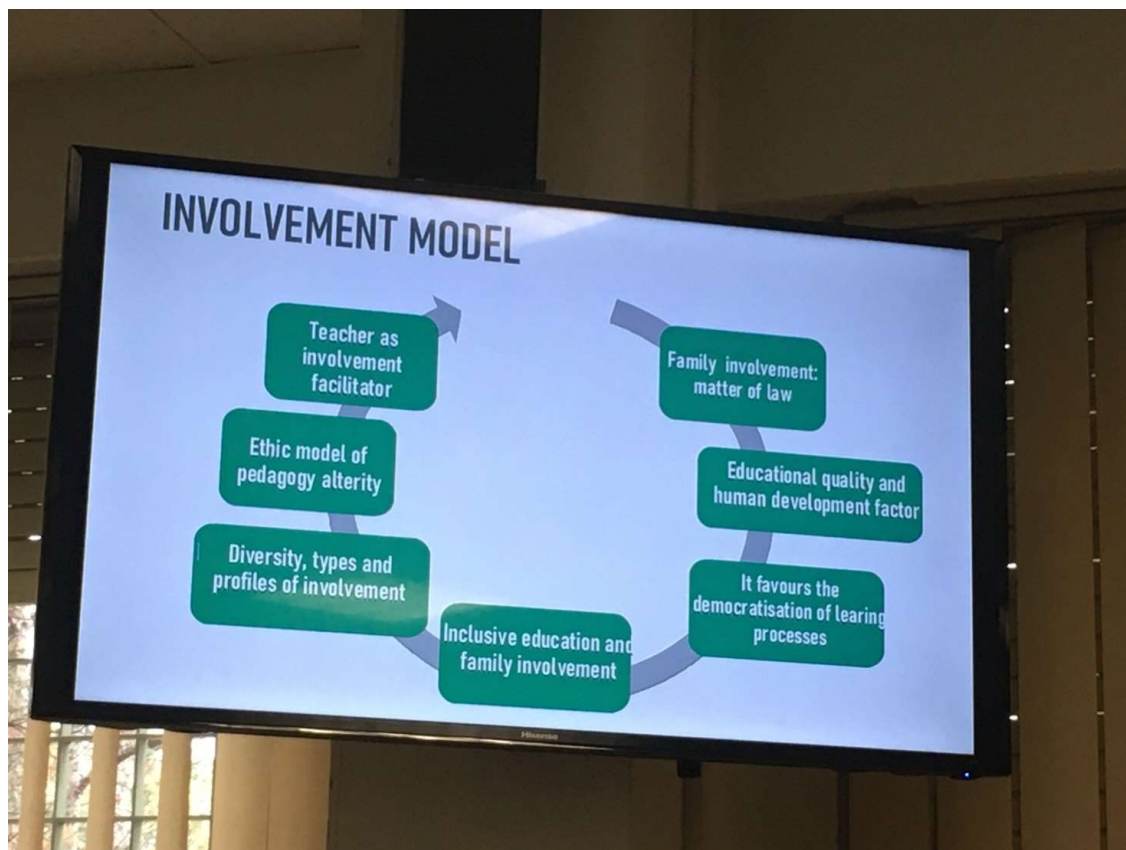 INVOLVEMENT MODEL
Family involvement:
matter of law
Educational quality and
human development factor
It favours the
democratisation of learing
processes
Inclusive education and
family involvement
Diversity, types and
profiles of involvement
Ethic model of
pedagogy alterity
Teacher as
involvement
facilitator
Hisense